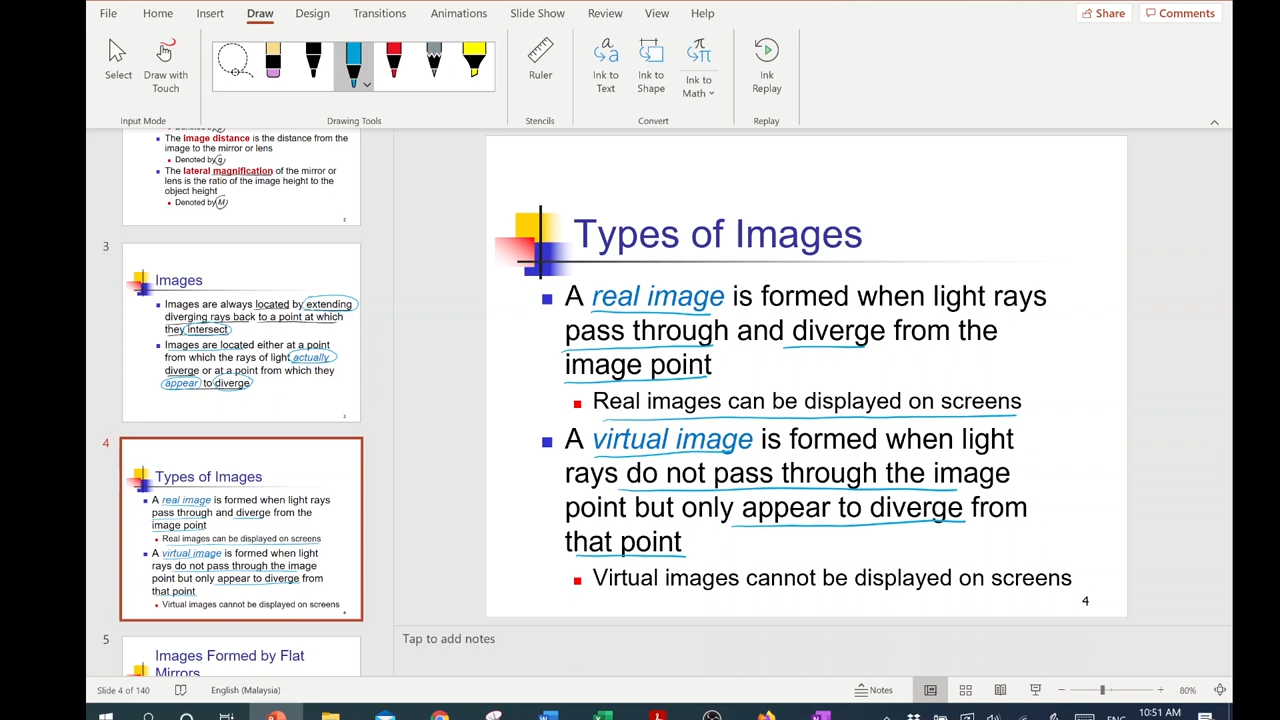 File Home Insert Draw Design Transitions Animations Slide Show Review View Help Share Comments
Select
Draw with
Touch
Ruler
Ink to
Text
Ink to
Shape
Ink to
Math
Ink
Replay
Input Mode Drawing Tools Stencils Convert Replay
The image distance is the distance from the
image to the mirror or lens
Denoted by q
The lateral magnification of the mirror or
lens is the ratio of the image height to the
object height
Denoted by M
2
3
Images
Images are always located by extending
diverging rays back to a point at which
they intersect
Images are located either at a point
from which the rays of light actually
diverge or at a point from which they
appear to diverge
3
4
Types of Images
A real image is formed when light rays
pass through and diverge from the
image point
Real images can be displayed on screens
A virtual image is formed when light
rays do not pass through the image
point but only appear to diverge from
that point
Virtual images cannot be displayed on screens
4
5
Images Formed by Flat
Mirrors
Types of Images
A real image is formed when light rays
pass through and diverge from the
image point
Real images can be displayed on screens
A virtual image is formed when light
rays do not pass through the image
point but only appear to diverge from
that point
Virtual images cannot be displayed on screens
4
Tap to add notes
Slide 4 of 140 English (Malaysia) Notes 80%
ENG 10:51 AM